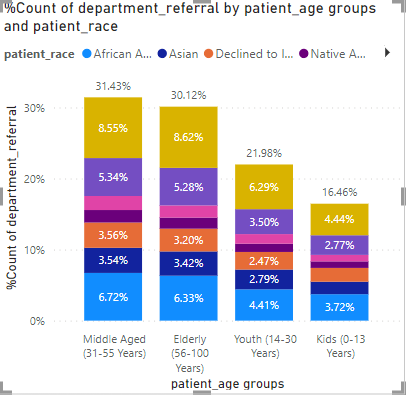 %Count of department_referral by patient_age groups
and patient_race
patient_race African A... Asian Declined to I... Native A...
%Count of department_referral
30%
20%
10%
0%
31.43%
8.55%
5.34%
3.56%
3.54%
6.72%
30.12%
8.62%
5.28%
3.20%
3.42%
6.33%
21.98%
6.29%
3.50%
2.47%
2.79%
4.41%
16.46%
4.44%
2.77%
3.72%
Middle Aged
(31-55 Years)
Elderly
(56-100
Years)
Youth (14-30
Years)
Kids (0-13
Years)
patient_age groups